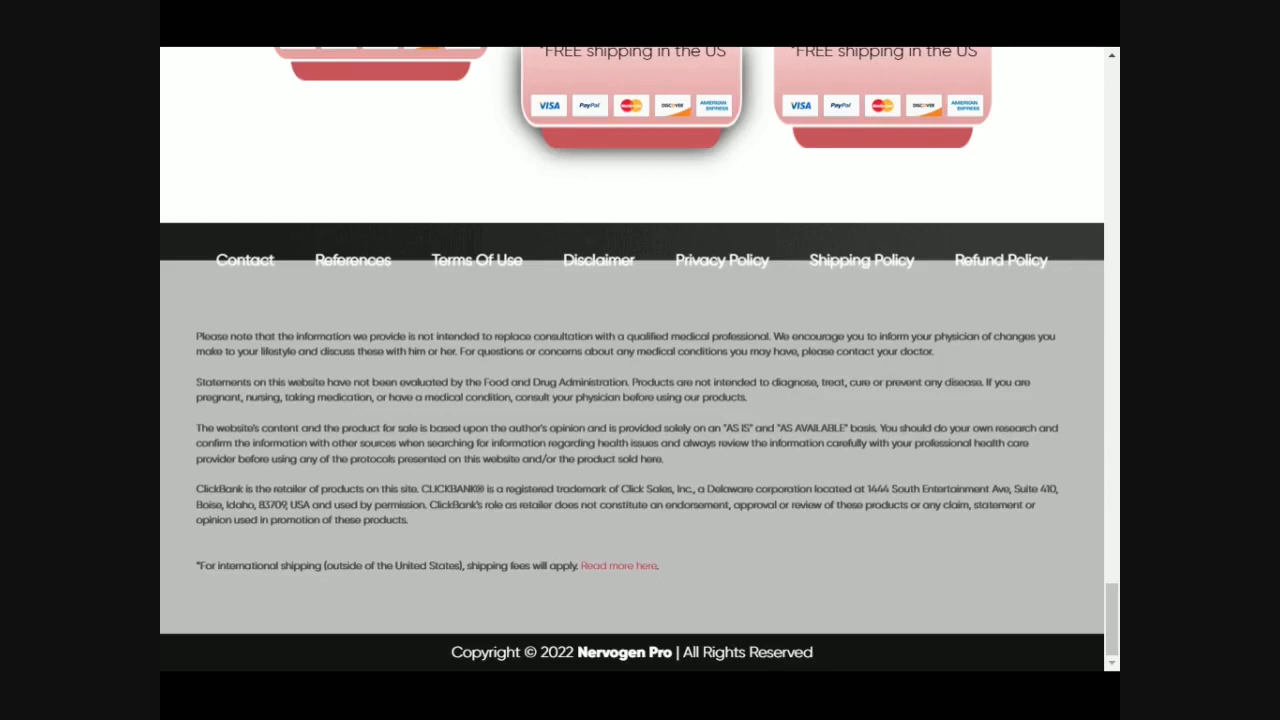 *FREE shipping in the US
*FREE shipping in the US
VISA PayPal MasterCard DISCOVER AMERICAN EXPRESS
VISA PayPal MasterCard DISCOVER AMERICAN EXPRESS
Contact References Terms Of Use Disclaimer Privacy Policy Shipping Policy Refund Policy
Please note that the information we provide is not intended to replace consultation with a qualified medical professional. We encourage you to inform your physician of changes you
make to your lifestyle and discuss these with him or her. For questions or concerns about any medical conditions you may have, please contact your doctor.
Statements on this website have not been evaluated by the Food and Drug Administration. Products are not intended to diagnose, treat, cure or prevent any disease. If you are
pregnant, nursing, taking medication, or have a medical condition, consult your physician before using our products.
The website's content and the product for sale is based upon the author's opinion and is provided solely on an "AS IS" and "AS AVAILABLE" basis. You should do your own research and
confirm the information with other sources when searching for information regarding health issues and always review the information carefully with your professional health care
provider before using any of the protocols presented on this website and/or the product sold here.
ClickBank is the retailer of products on this site. CLICKBANK® is a registered trademark of Click Sales, Inc., a Delaware corporation located at 1444 South Entertainment Ave, Suite 410,
Boise, Idaho, 83709, USA and used by permission. ClickBank's role as retailer does not constitute an endorsement, approval or review of these products or any claim, statement or
opinion used in promotion of these products.
*For international shipping (outside of the United States), shipping fees will apply. Read more here.
Copyright © 2022 Nervogen Pro | All Rights Reserved